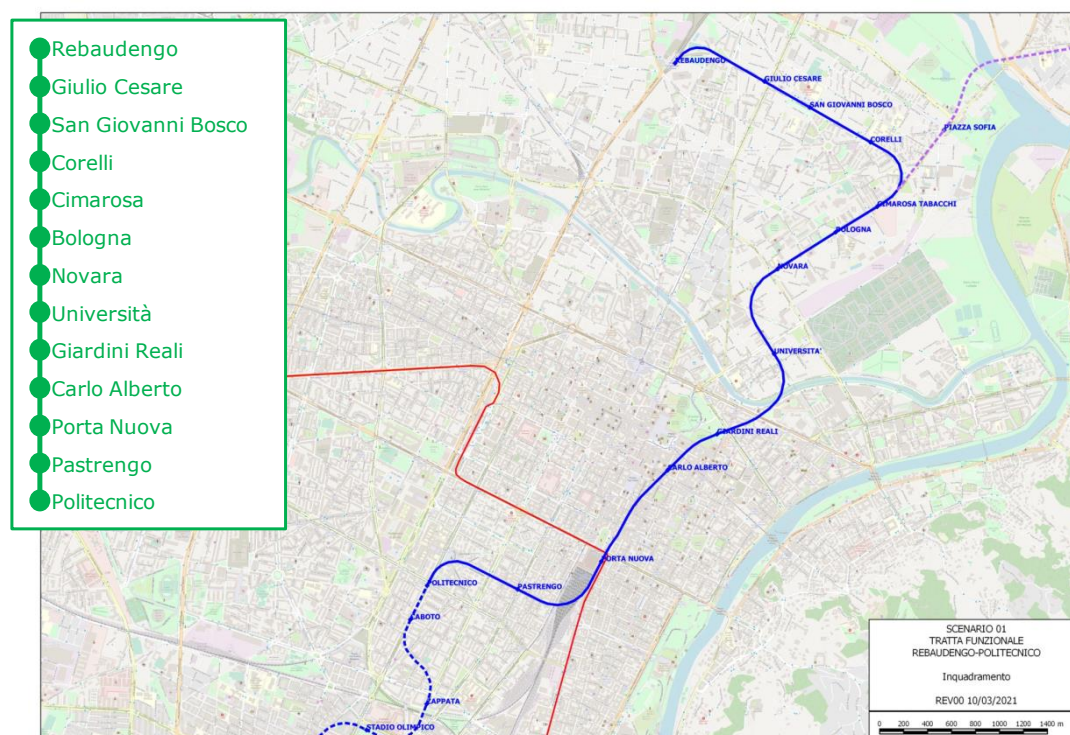 Rebaudengo
Giulio Cesare
San Giovanni Bosco
Corelli
Cimarosa
Bologna
Novara
Università
Giardini Reali
Carlo Alberto
Porta Nuova
Pastrengo
Politecnico
REBAUDENGO
GIULIO CESARE
SAN GIOVANNI BOSCO
CORELLI
PIAZZA SOFIA
CIMAROSA TABACCHI
BOLOGNA
NOVARA
UNIVERSITA'
GIARDINI REALI
CARLO ALBERTO
PORTA NUOVA
POLITECNICO
PASTRENGO
CABOTO
ZAPPATA
STADIO OLIMPICO
SCENARIO 01
TRATTA FUNZIONALE
REBAUDENGO-POLITECNICO
Inquadramento
REV00 10/03/2021
0 200 400 600 800 1000 1200 1400 m